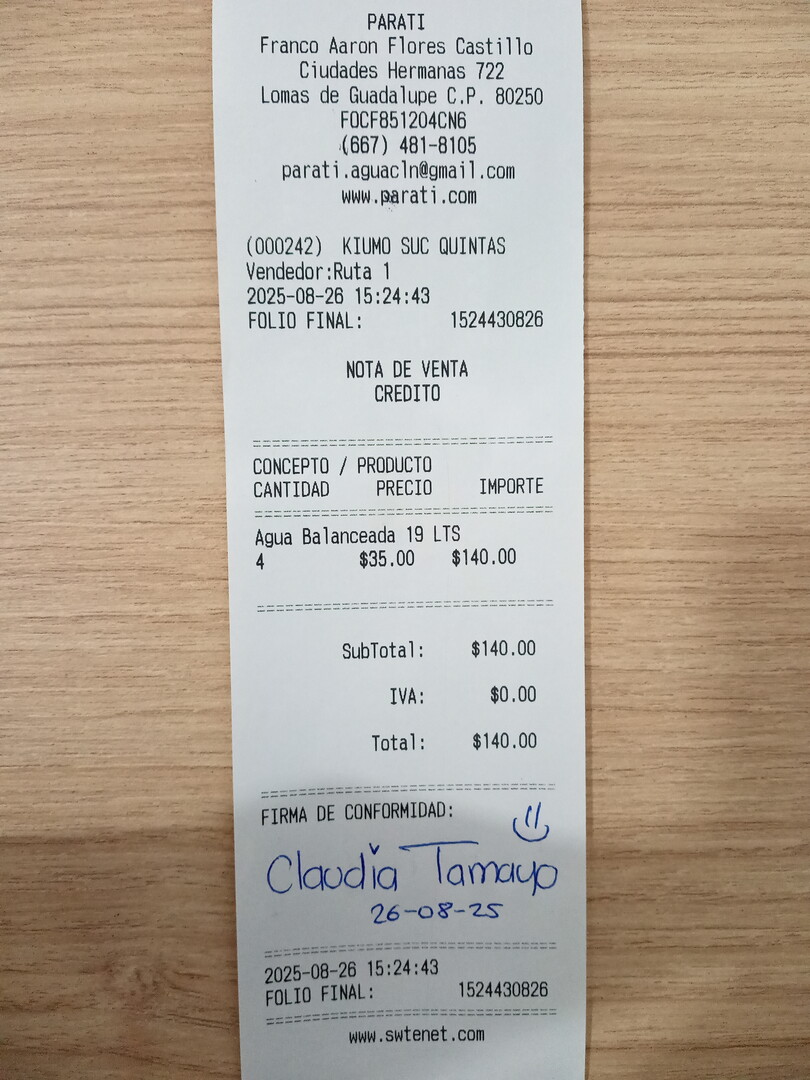 PARATI
Franco Aaron Flores Castillo
Ciudades Hermanas 722
Lomas de Guadalupe C.P. 80250
FOCF851204CN6
(667) 481-8105
parati.aguacln@gmail.com
www.parati.com
(000242) KIUMO SUC QUINTAS
Vendedor:Ruta 1
2025-08-26 15:24:43
FOLIO FINAL: 1524430826
NOTA DE VENTA
CREDITO
CONCEPTO / PRODUCTO
CANTIDAD PRECIO IMPORTE
Agua Balanceada 19 LTS
4 $35.00 $140.00
SubTotal: $140.00
IVA: $0.00
Total: $140.00
FIRMA DE CONFORMIDAD:
Claudia Tamayo
26-08-25
2025-08-26 15:24:43
FOLIO FINAL: 1524430826
www.swtenet.com